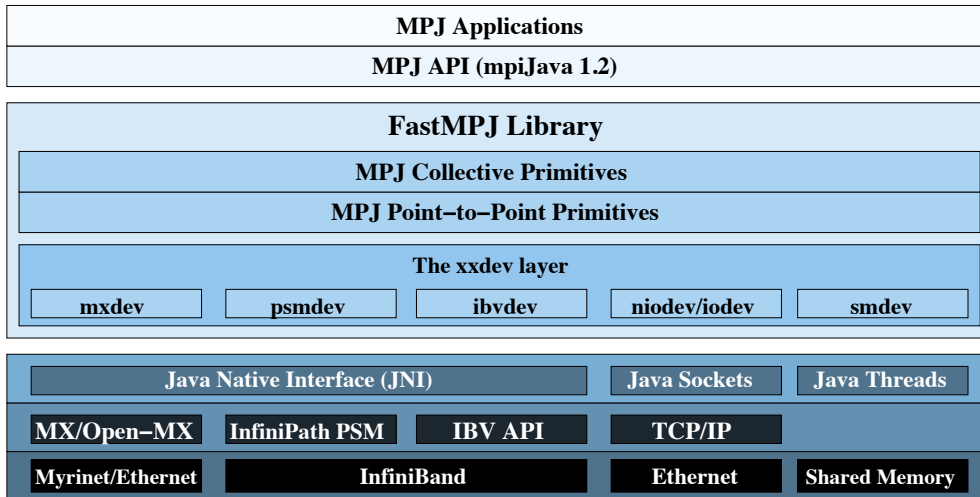 MPJ Applications
MPJ API (mpiJava 1.2)
FastMPJ Library
MPJ Collective Primitives
MPJ Point−to−Point Primitives
The xxdev layer
mxdev psmdev ibvdev niodev/iodev smdev
Java Native Interface (JNI) Java Sockets Java Threads
MX/Open−MX InfiniPath PSM IBV API TCP/IP
Myrinet/Ethernet InfiniBand Ethernet Shared Memory